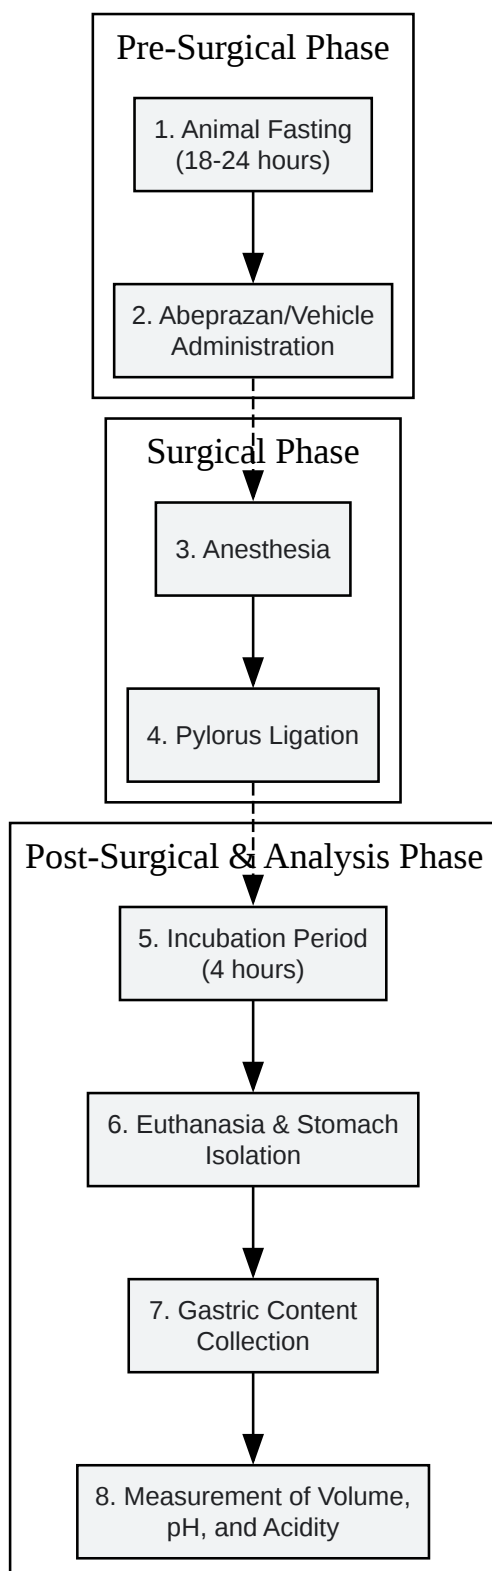 Pre-Surgical Phase
1. Animal Fasting
(18-24 hours)
2. Abeprazan/Vehicle
Administration
Surgical Phase
3. Anesthesia
4. Pylorus Ligation
Post-Surgical & Analysis Phase
5. Incubation Period
(4 hours)
6. Euthanasia & Stomach
Isolation
7. Gastric Content
Collection
8. Measurement of Volume,
pH, and Acidity